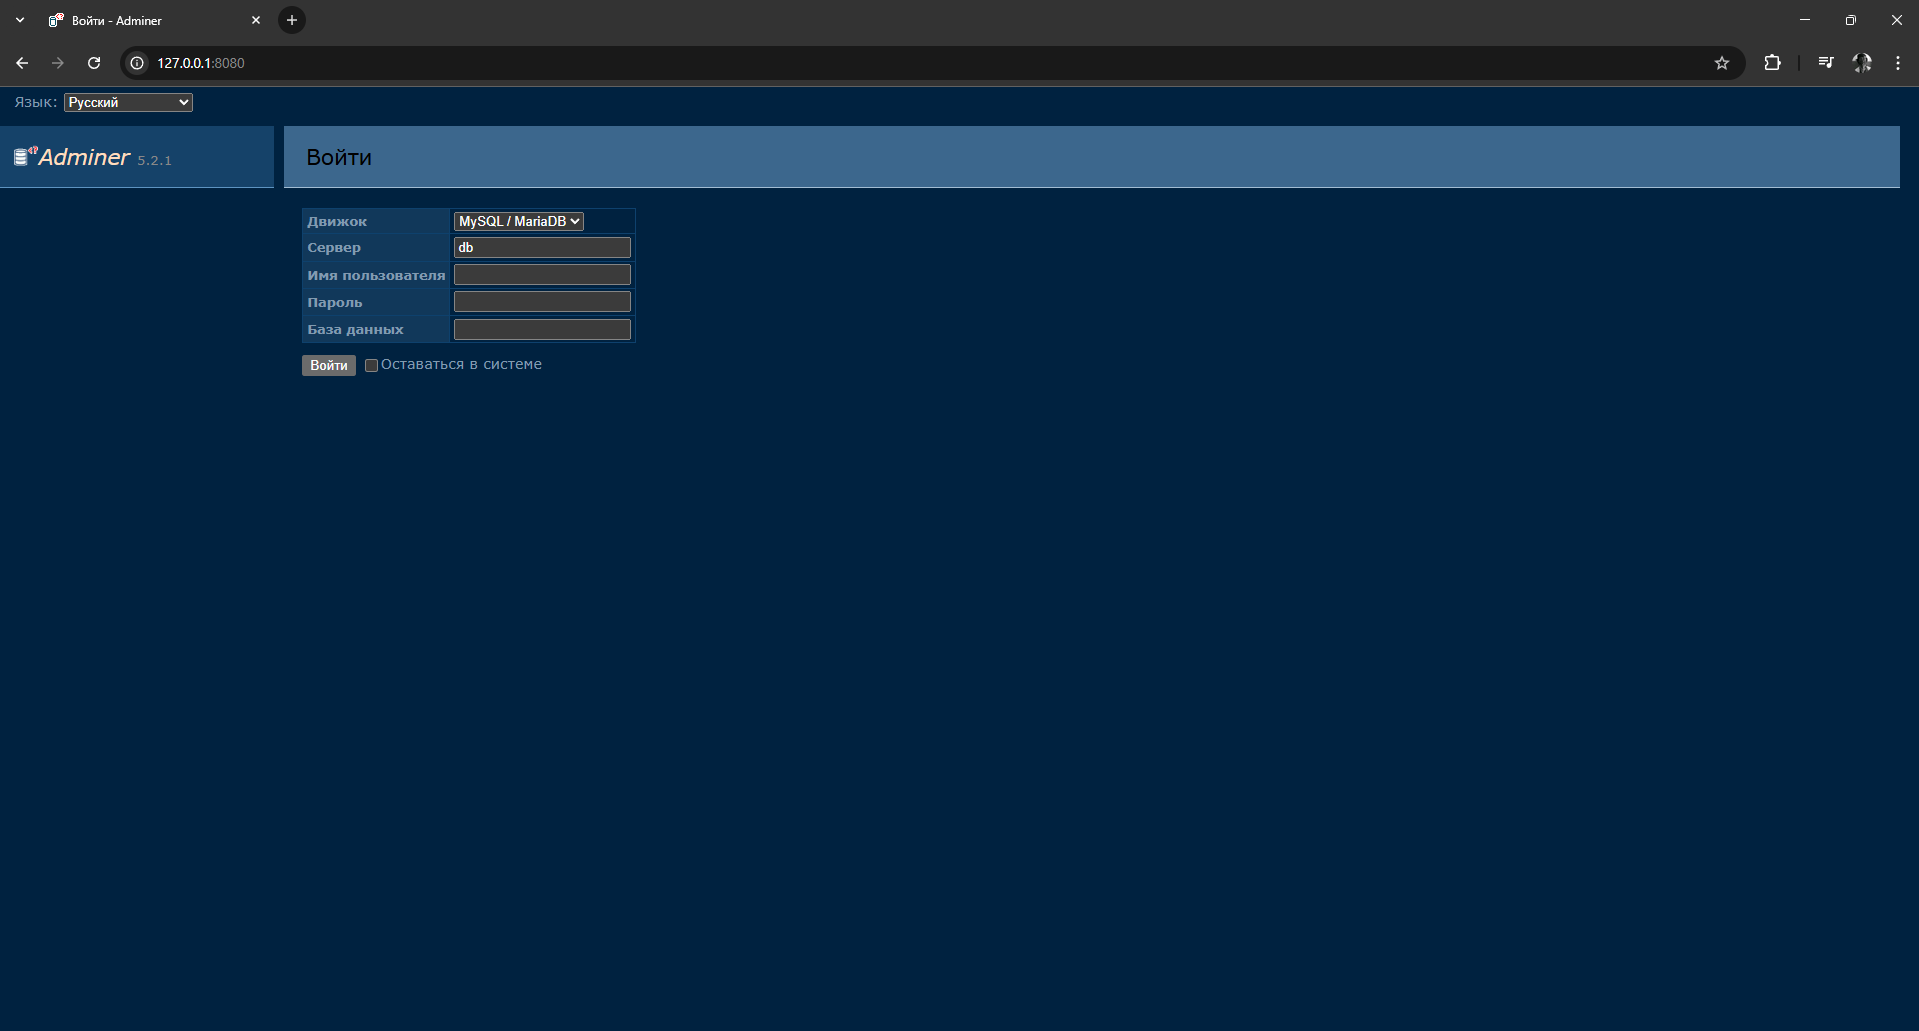 Войти - Adminer
127.0.0.1:8080
Язык: Русский
Adminer 5.2.1
Войти
Движок MySQL / MariaDB
Сервер db
Имя пользователя
Пароль
База данных
Войти Оставаться в системе